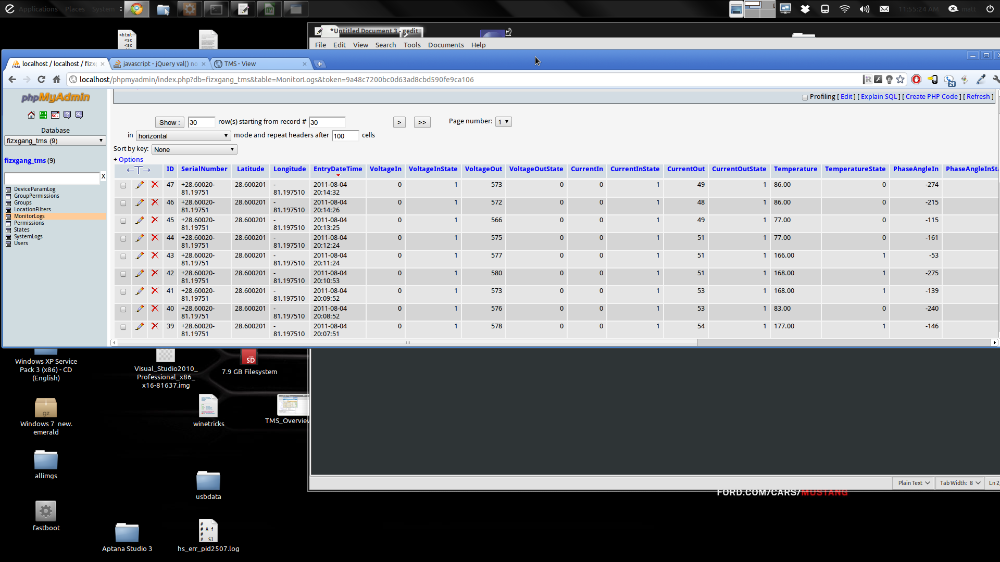 Applications Places System
11:55:24 AM matt
<html
<sc
<sc
*Untitled Document 3 - gedit
File Edit View Search Tools Documents Help
localhost / localhost / fizxg
javascript - jQuery val() no
TMS - View
localhost/phpmyadmin/index.php?db=fizxgang_tms&table=MonitorLogs&token=9a48c7200bc0d63ad8cbd590fe9ca106
21
phpMyAdmin
Database
fizxgang_tms (9)
fizxgang_tms (9)
X
DeviceParamLog
GroupPermissions
Groups
LocationFilters
MonitorLogs
Permissions
States
SystemLogs
Users
Profiling [ Edit ] [ Explain SQL ] [ Create PHP Code ] [ Refresh ]
Show : 30 row(s) starting from record # 30 > >> Page number: 1
in horizontal mode and repeat headers after 100 cells
Sort by key: None
+ Options
←T→ ID SerialNumber Latitude Longitude EntryDateTime VoltageIn VoltageInState VoltageOut VoltageOutState CurrentIn CurrentInState CurrentOut CurrentOutState Temperature TemperatureState PhaseAngleIn PhaseAngleInSta
47 +28.60020- 28.600201 - 2011-08-04 0 1 573 0 0 1 49 1 86.00 0 -274
81.19751 81.197510 20:14:32
46 +28.60020- 28.600201 - 2011-08-04 0 1 572 0 0 1 48 1 86.00 0 -215
81.19751 81.197510 20:14:26
45 +28.60020- 28.600201 - 2011-08-04 0 1 566 0 0 1 49 1 77.00 0 -115
81.19751 81.197510 20:13:25
44 +28.60020- 28.600201 - 2011-08-04 0 1 575 0 0 1 51 1 77.00 0 -161
81.19751 81.197510 20:12:24
43 +28.60020- 28.600201 - 2011-08-04 0 1 577 0 0 1 51 1 166.00 1 -53
81.19751 81.197510 20:11:24
42 +28.60020- 28.600201 - 2011-08-04 0 1 580 0 0 1 51 1 168.00 1 -275
81.19751 81.197510 20:10:53
41 +28.60020- 28.600201 - 2011-08-04 0 1 573 0 0 1 53 1 168.00 1 -139
81.19751 81.197510 20:09:52
40 +28.60020- 28.600201 - 2011-08-04 0 1 576 0 0 1 53 1 83.00 0 -240
81.19751 81.197510 20:08:52
39 +28.60020- 28.600201 - 2011-08-04 0 1 578 0 0 1 54 1 177.00 1 -146
81.19751 81.197510 20:07:51
Windows XP Service
Pack 3 (x86) - CD
(English)
Visual_Studio2010_
Professional_x86_
x16-81637.img
SD
7.9 GB Filesystem
gz
Windows 7 new.
emerald
winetricks
TMS_Overview
allimgs
usbdata
fastboot
Aptana Studio 3
# 
# A f
#
# SI
hs_err_pid2507.log
Plain Text Tab Width: 8 Ln 2,
FORD.COM/CARS/MUSTANG